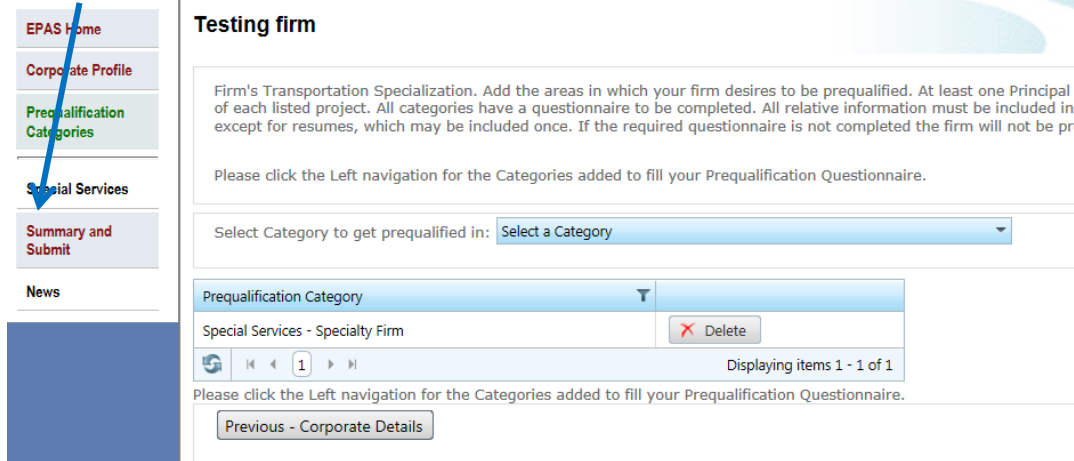 EPAS Home
Corporate Profile
Prequalification
Categories
Special Services
Summary and
Submit
News
Testing firm
Firm's Transportation Specialization. Add the areas in which your firm desires to be prequalified. At least one Principal
of each listed project. All categories have a questionnaire to be completed. All relative information must be included in
except for resumes, which may be included once. If the required questionnaire is not completed the firm will not be pr
Please click the Left navigation for the Categories added to fill your Prequalification Questionnaire.
Select Category to get prequalified in: Select a Category
Prequalification Category
Special Services - Specialty Firm Delete
1 Displaying items 1 - 1 of 1
Please click the Left navigation for the Categories added to fill your Prequalification Questionnaire.
Previous - Corporate Details